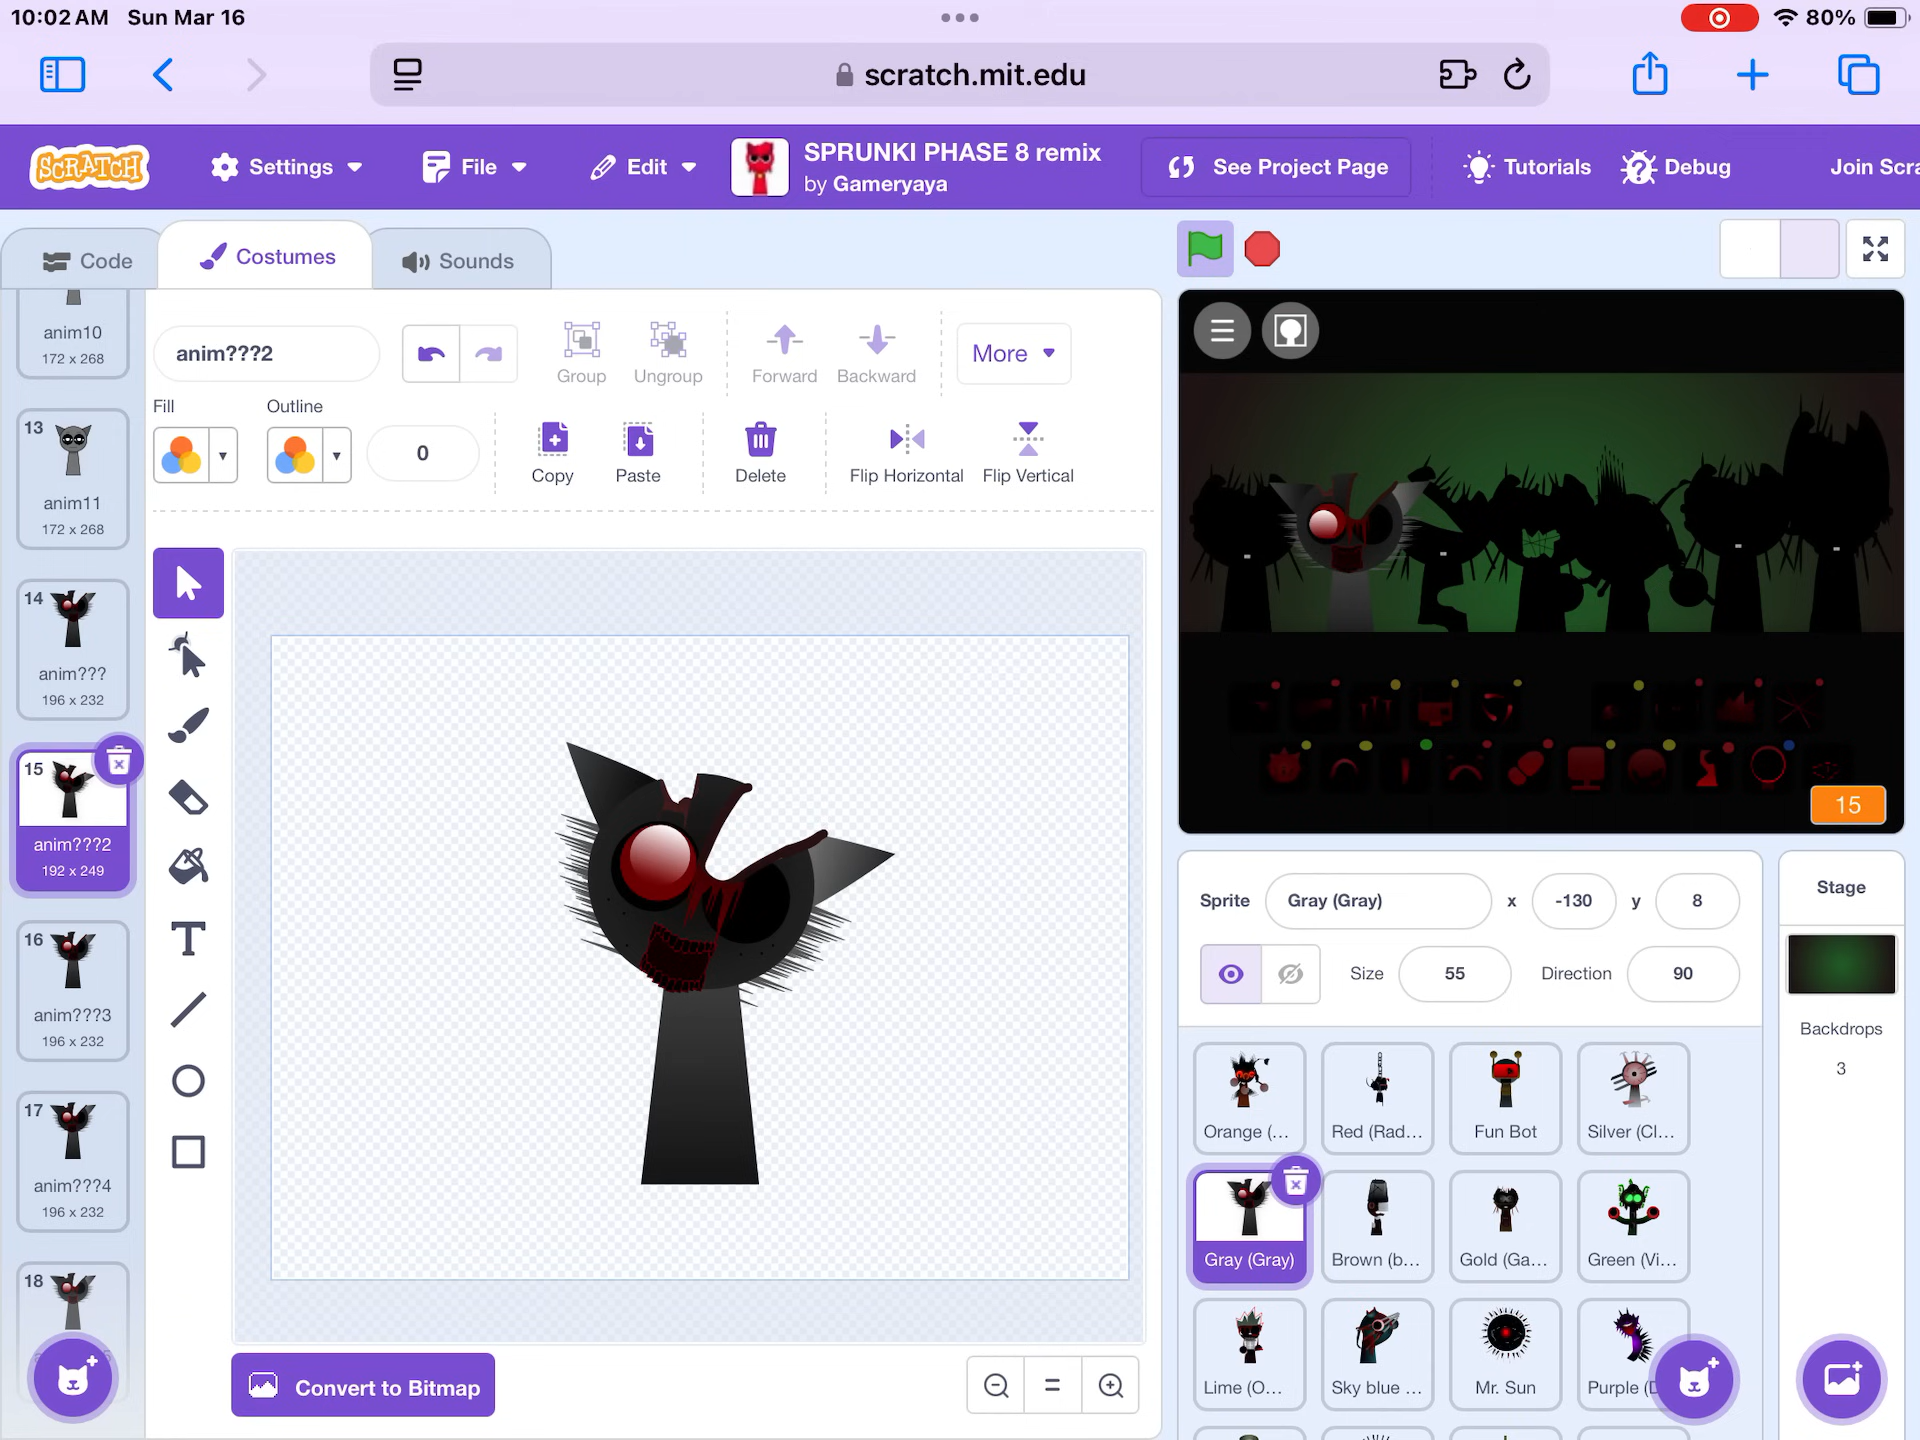 10:02 AM Sun Mar 16
80%
scratch.mit.edu
SCRATCH
Settings
File
Edit
SPRUNKI PHASE 8 remix
by Gameryaya
See Project Page
Tutorials
Debug
Join Scra
Code
Costumes
Sounds
anim10
172 x 268
13
anim11
172 x 268
14
anim???
196 x 232
15
anim???2
192 x 249
16
anim???3
196 x 232
17
anim???4
196 x 232
18
anim???2
Group
Ungroup
Forward
Backward
More
Fill
Outline
0
Copy
Paste
Delete
Flip Horizontal
Flip Vertical
T
Convert to Bitmap
15
Sprite
Gray (Gray)
x
-130
y
8
Size
55
Direction
90
Orange (...
Red (Rad...
Fun Bot
Silver (Cl...
Gray (Gray)
Brown (b...
Gold (Ga...
Green (Vi...
Lime (O...
Sky blue ...
Mr. Sun
Purple (D
Stage
Backdrops
3